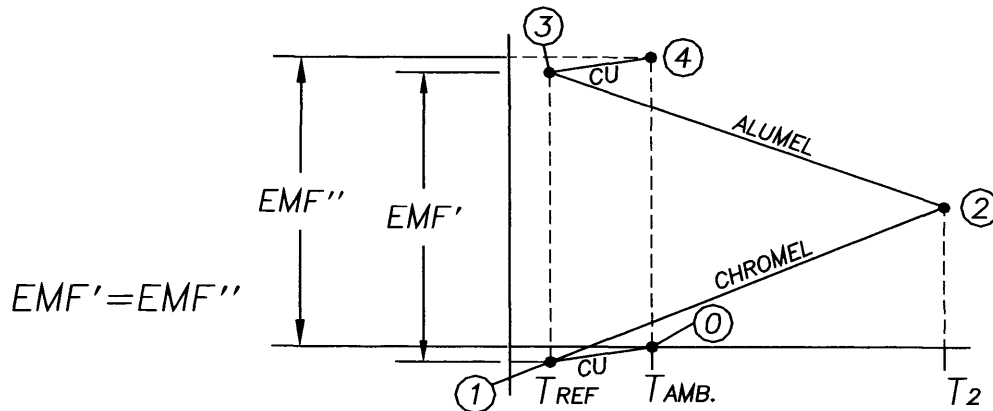 3
4
CU
ALUMEL
EMF''
EMF'
2
CHROMEL
EMF'=EMF''
0
CU
1
TREF
TAMB.
T2